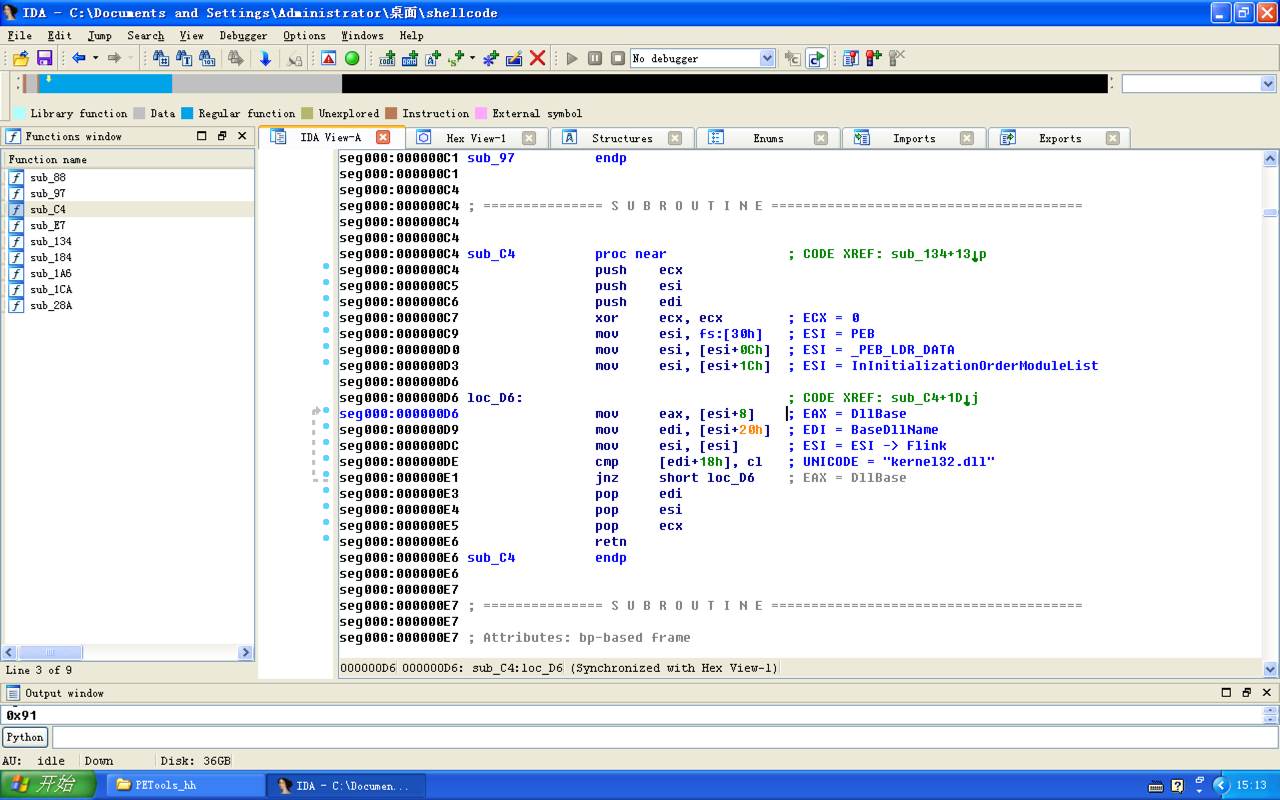 IDA - C:\Documents and Settings\Administrator\桌面\shellcode
File Edit Jump Search View Debugger Options Windows Help
No debugger
Library function Data Regular function Unexplored Instruction External symbol
Functions window
IDA View-A Hex View-1 Structures Enums Imports Exports
Function name
sub_88
sub_97
sub_C4
sub_E7
sub_134
sub_184
sub_1A6
sub_1CA
sub_28A
Line 3 of 9
seg000:000000C1 sub_97 endp
seg000:000000C1
seg000:000000C4
seg000:000000C4 ; =============== S U B R O U T I N E =======================================
seg000:000000C4
seg000:000000C4
seg000:000000C4 sub_C4 proc near ; CODE XREF: sub_134+13↓p
seg000:000000C4 push ecx
seg000:000000C5 push esi
seg000:000000C6 push edi
seg000:000000C7 xor ecx, ecx ; ECX = 0
seg000:000000C9 mov esi, fs:[30h] ; ESI = PEB
seg000:000000D0 mov esi, [esi+0Ch] ; ESI = _PEB_LDR_DATA
seg000:000000D3 mov esi, [esi+1Ch] ; ESI = InInitializationOrderModuleList
seg000:000000D6
seg000:000000D6 loc_D6: ; CODE XREF: sub_C4+1D↓j
seg000:000000D6 mov eax, [esi+8] ; EAX = DllBase
seg000:000000D9 mov edi, [esi+20h] ; EDI = BaseDllName
seg000:000000DC mov esi, [esi] ; ESI = ESI -> Flink
seg000:000000DE cmp [edi+18h], cl ; UNICODE = "kernel32.dll"
seg000:000000E1 jnz short loc_D6 ; EAX = DllBase
seg000:000000E3 pop edi
seg000:000000E4 pop esi
seg000:000000E5 pop ecx
seg000:000000E6 retn
seg000:000000E6 sub_C4 endp
seg000:000000E6
seg000:000000E7
seg000:000000E7 ; =============== S U B R O U T I N E =======================================
seg000:000000E7
seg000:000000E7 ; Attributes: bp-based frame
000000D6 000000D6: sub_C4:loc_D6 (Synchronized with Hex View-1)
Output window
0x91
Python
AU: idle Down Disk: 36GB
开始 PETools_hh IDA - C:\Documen... 15:13